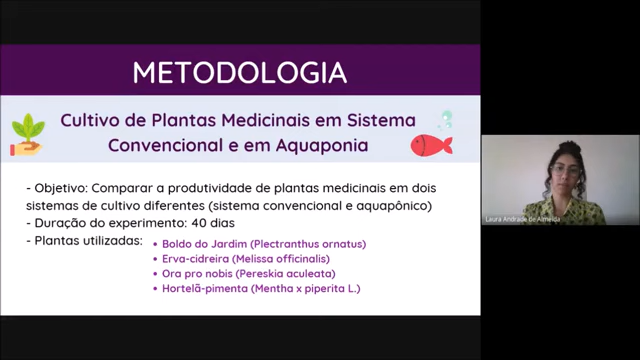 METODOLOGIA
Cultivo de Plantas Medicinais em Sistema
Convencional e em Aquaponia
- Objetivo: Comparar a produtividade de plantas medicinais em dois
sistemas de cultivo diferentes (sistema convencional e aquapônico)
- Duração do experimento: 40 dias
- Plantas utilizadas:
• Boldo do Jardim (Plectranthus ornatus)
• Erva-cidreira (Melissa officinalis)
• Ora pro nobis (Pereskia aculeata)
• Hortelã-pimenta (Mentha x piperita L.)
Laura Andrade de Almeida